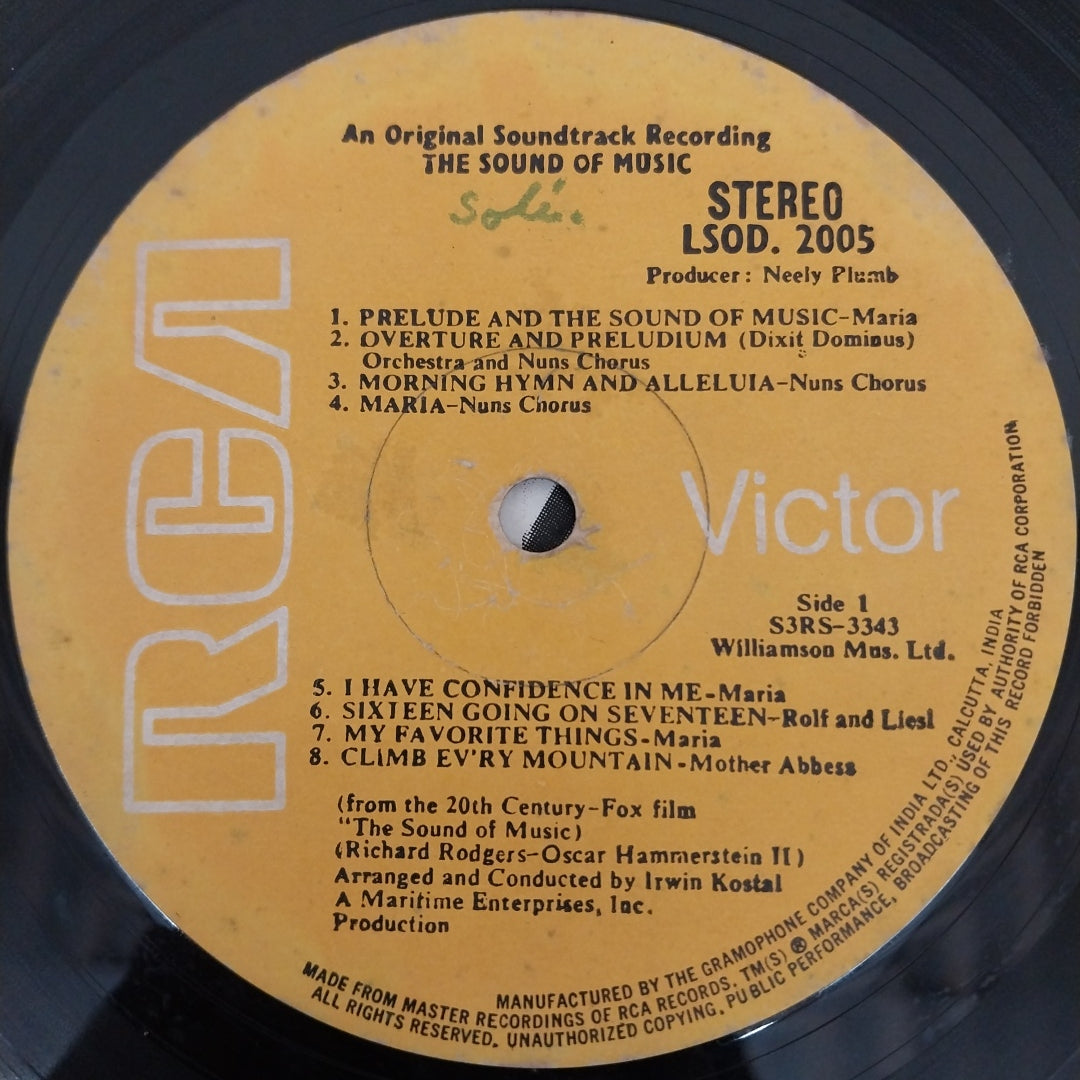 An Original Soundtrack Recording
THE SOUND OF MUSIC
STEREO
LSOD. 2005
Producer: Neely Plumb
1. PRELUDE AND THE SOUND OF MUSIC-Maria
2. OVERTURE AND PRELUDIUM (Dixit Dominus)
Orchestra and Nuns Chorus
3. MORNING HYMN AND ALLELUIA-Nuns Chorus
4. MARIA-Nuns Chorus
RCA
Victor
Side 1
S3RS-3343
Williamson Mus. Ltd.
5. I HAVE CONFIDENCE IN ME-Maria
6. SIXTEEN GOING ON SEVENTEEN-Rolf and Liesl
7. MY FAVORITE THINGS-Maria
8. CLIMB EV'RY MOUNTAIN-Mother Abbess
(from the 20th Century-Fox film
"The Sound of Music)
(Richard Rodgers-Oscar Hammerstein II)
Arranged and Conducted by Irwin Kostal
A Maritime Enterprises, Inc.
Production
MANUFACTURED BY THE GRAMOPHONE COMPANY OF INDIA LTD., CALCUTTA, INDIA
MADE FROM MASTER RECORDINGS OF RCA RECORDS. TM(S) ® MARCA(S) REGISTRADA(S) USED BY AUTHORITY OF RCA CORPORATION
ALL RIGHTS RESERVED. UNAUTHORIZED COPYING, PUBLIC PERFORMANCE, BROADCASTING OF THIS RECORD FORBIDDEN